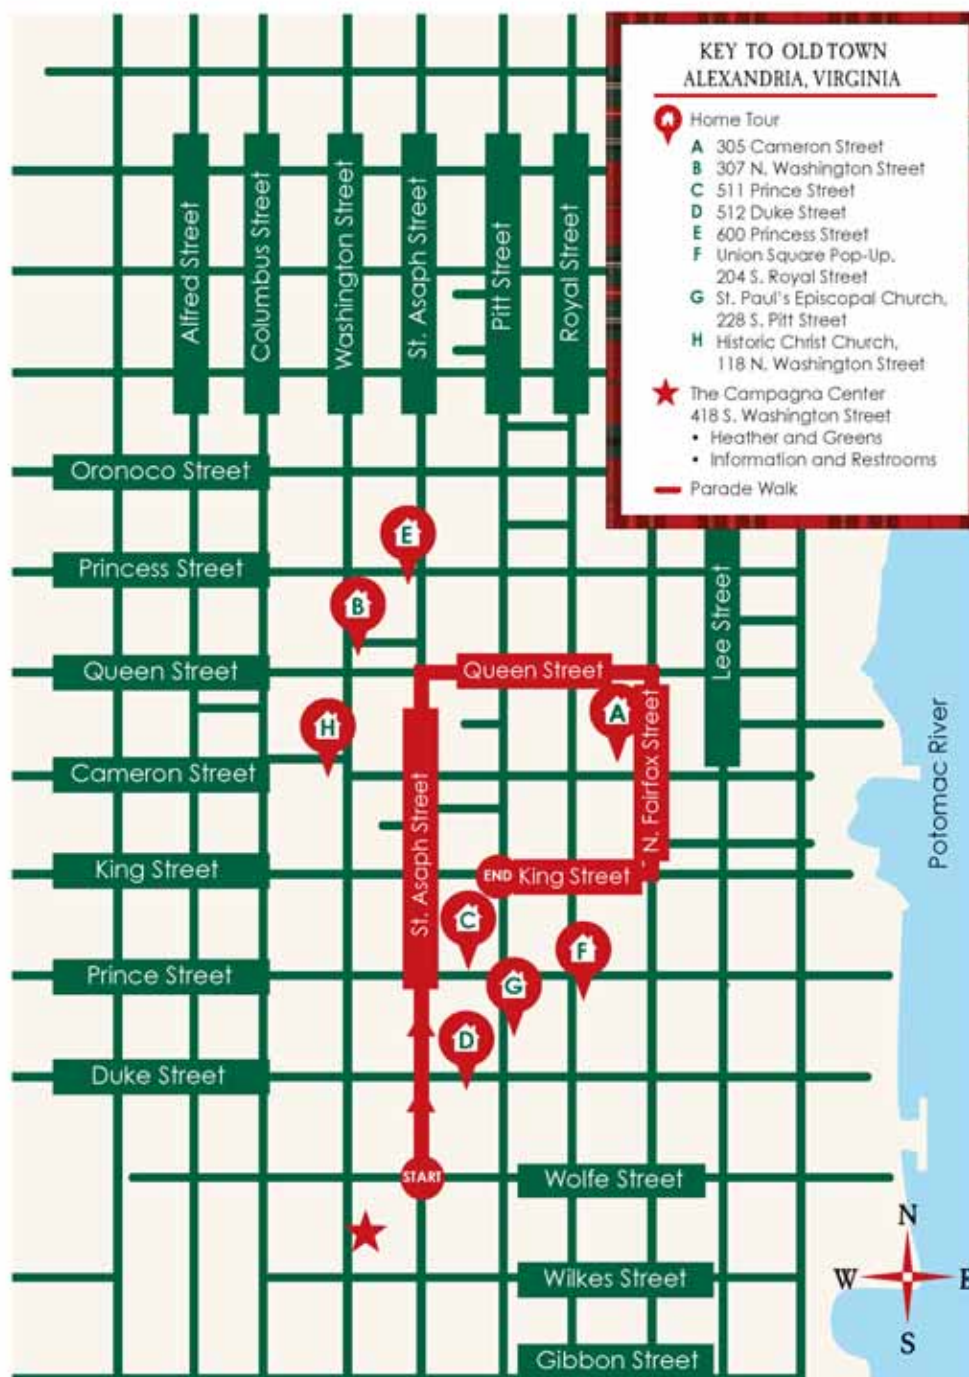 KEY TO OLD TOWN
ALEXANDRIA, VIRGINIA
Home Tour
A 305 Cameron Street
B 307 N. Washington Street
C 511 Prince Street
D 512 Duke Street
E 600 Princess Street
F Union Square Pop-Up,
204 S. Royal Street
G St. Paul's Episcopal Church,
228 S. Pitt Street
H Historic Christ Church,
118 N. Washington Street
The Campagna Center
418 S. Washington Street
• Heather and Greens
• Information and Restrooms
Parade Walk
Alfred Street
Columbus Street
Washington Street
St. Asaph Street
Pitt Street
Royal Street
Oronoco Street
E
Princess Street
B
Lee Street
Queen Street
Queen Street
A
H
N. Fairfax Street
Potomac River
Cameron Street
St. Asaph Street
King Street
END King Street
C
F
Prince Street
G
D
Duke Street
START
Wolfe Street
N
W
E
S
Wilkes Street
Gibbon Street